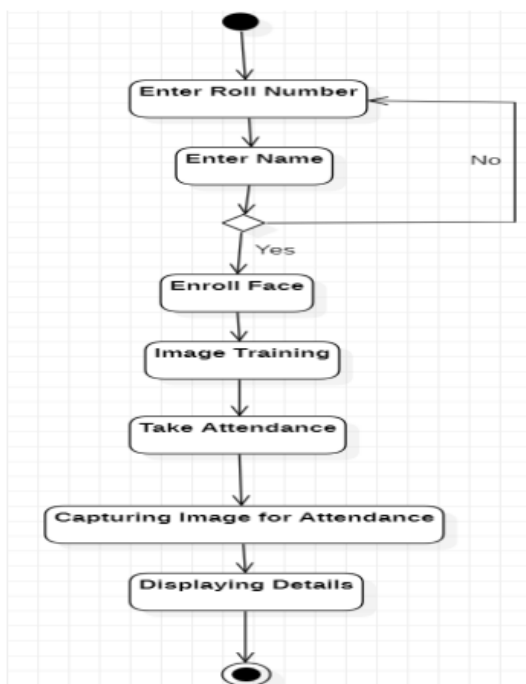 Enter Roll Number
Enter Name
No
Yes
Enroll Face
Image Training
Take Attendance
Capturing Image for Attendance
Displaying Details